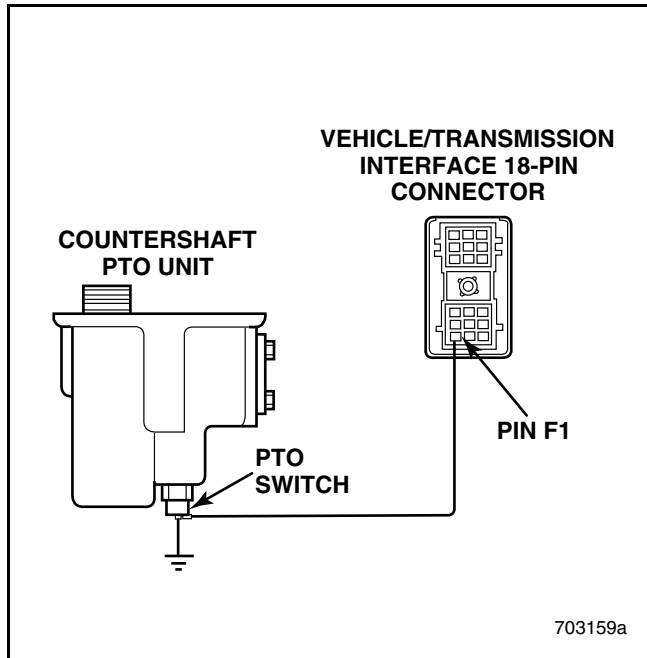 VEHICLE/TRANSMISSION
INTERFACE 18-PIN
CONNECTOR
COUNTERSHAFT
PTO UNIT
PIN F1
PTO
SWITCH
703159a